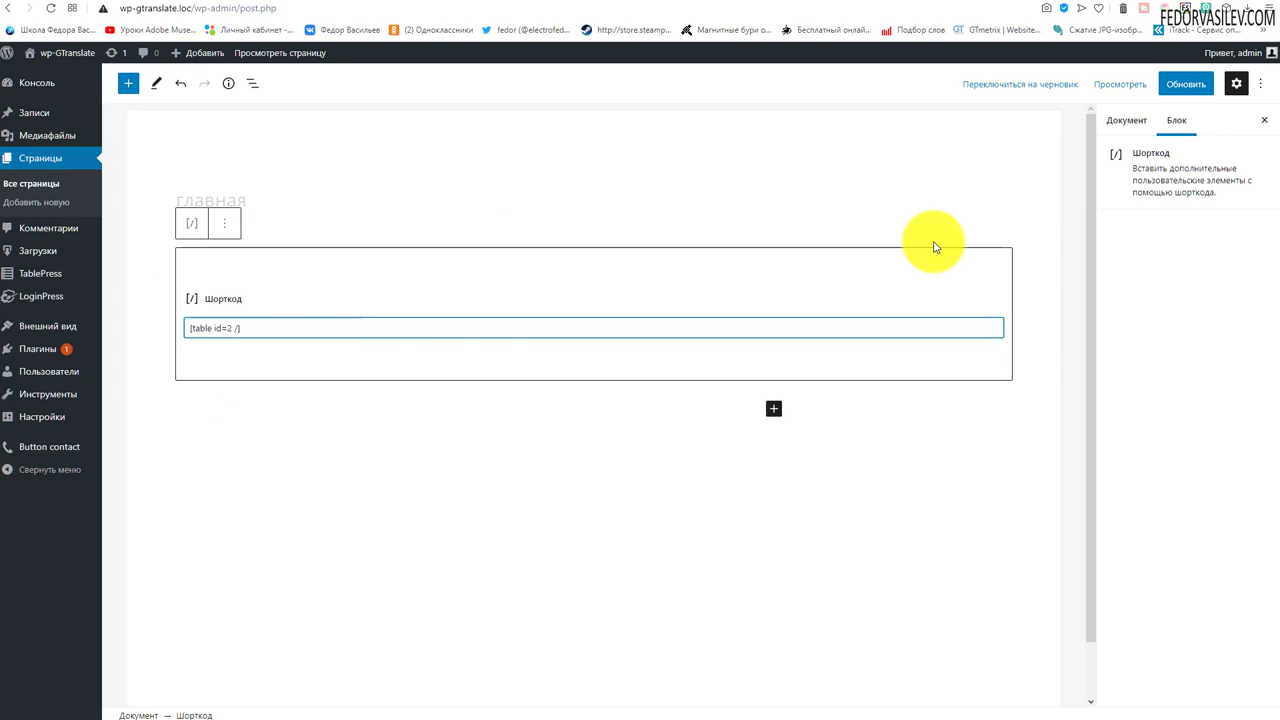 wp-gtranslate.loc/wp-admin/post.php
FEDORVASILEV.COM
Школа Федора Вас...
Уроки Adobe Muse...
Личный кабинет -...
Федор Васильев
(2) Одноклассники
fedor (@electrofed...
http://store.steamp...
Магнитные бури о...
Бесплатный онлай...
Подбор слов
GTmetrix | Website...
Сжатие JPG-изобр...
iTrack - Сервис оп...
wp-GTranslate
1
0
Добавить
Просмотреть страницу
Привет, admin
Консоль
Записи
Медиафайлы
Страницы
Все страницы
Добавить новую
Комментарии
Загрузки
TablePress
LoginPress
Внешний вид
Плагины 1
Пользователи
Инструменты
Настройки
Button contact
Свернуть меню
Переключиться на черновик
Просмотреть
Обновить
главная
[/]
[/] Шорткод
[table id=2 /]
Документ
Блок
[/] Шорткод
Вставить дополнительные
пользовательские элементы с
помощью шорткода.
Документ → Шорткод